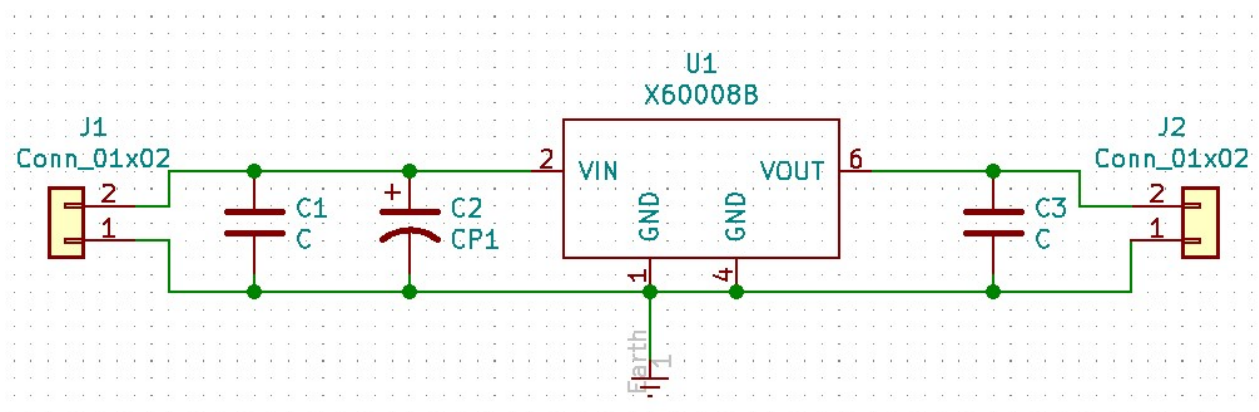 U1
X60008B
J1
Conn_01x02
2
1
C1
C
+
C2
CP1
2
VIN
GND
GND
VOUT
6
1
4
C3
C
J2
Conn_01x02
2
1
Earth
1